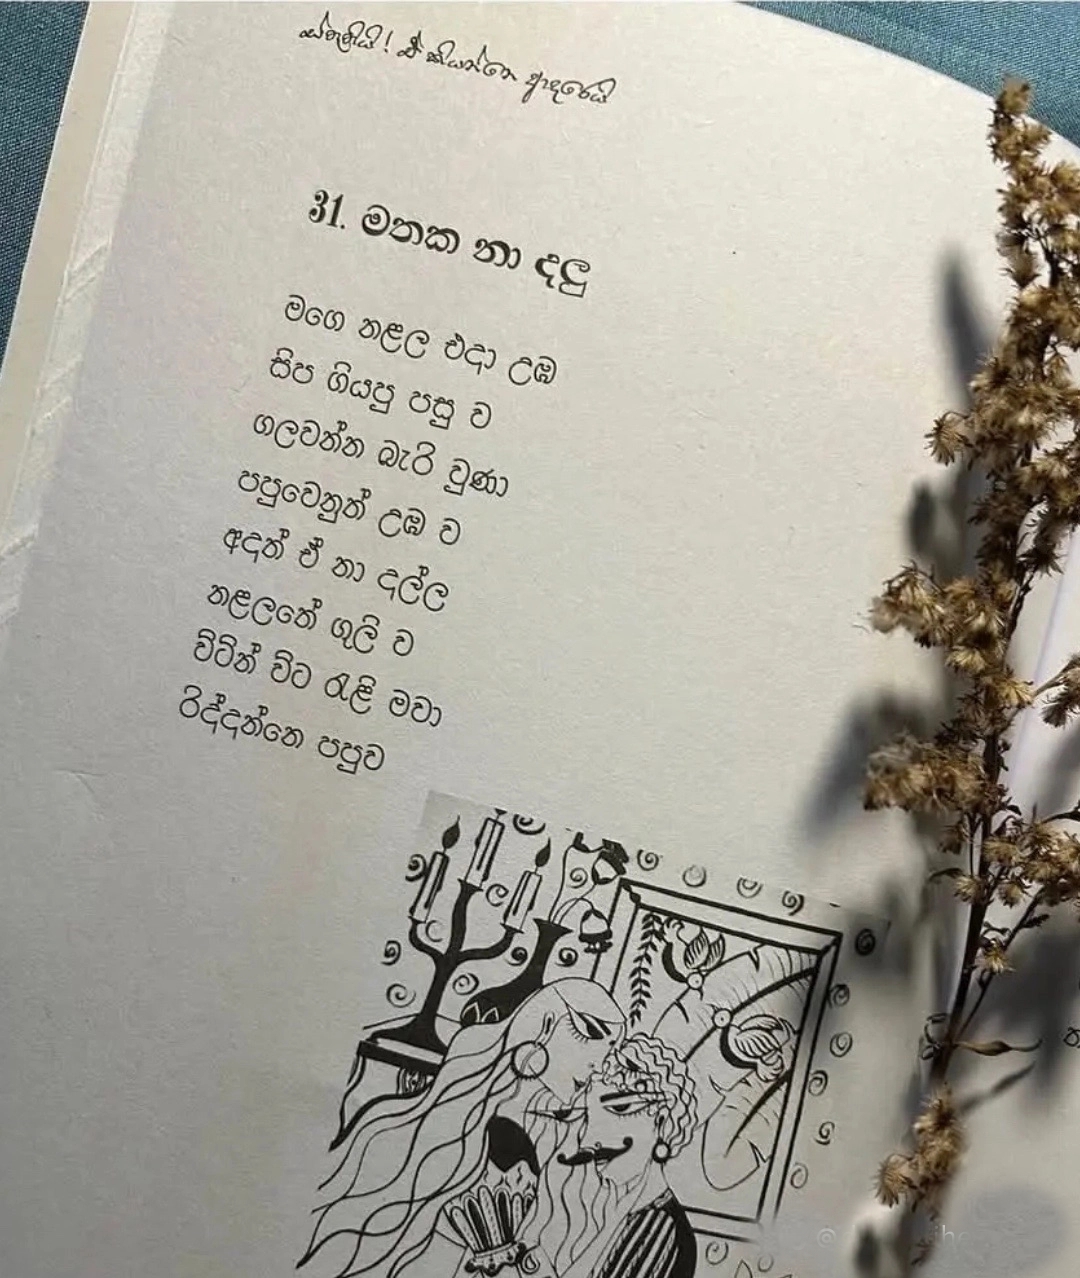 ස්තූතියි! ඒ කියන්නෙ ආදරෙයි
31. මතක නා දලු
මගෙ නළල එදා උඹ
සිප ගියපු පසු ව
ගලවන්න බැරි වුණා
පපුවෙනුත් උඹ ව
අදත් ඒ නා දල්ල
නළලතේ ගුලි ව
විටින් විට රැළි මවා
රිද්දන්නෙ පපුව